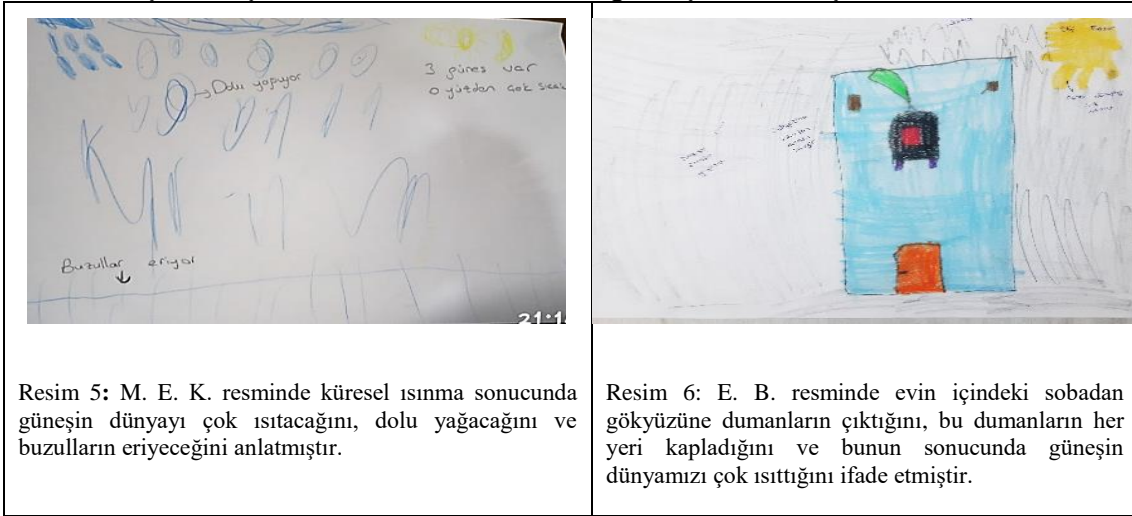 Dolu yağıyor
3 güneş var
o yüzden çok sıcak
Buzullar eriyor
21:1
Resim 5: M. E. K. resminde küresel ısınma sonucunda
güneşin dünyayı çok ısıtacağını, dolu yağacağını ve
buzulların eriyeceğini anlatmıştır.
Resim 6: E. B. resminde evin içindeki sobadan
gökyüzüne dumanların çıktığını, bu dumanların her
yeri kapladığını ve bunun sonucunda güneşin
dünyamızı çok ısıttığını ifade etmiştir.